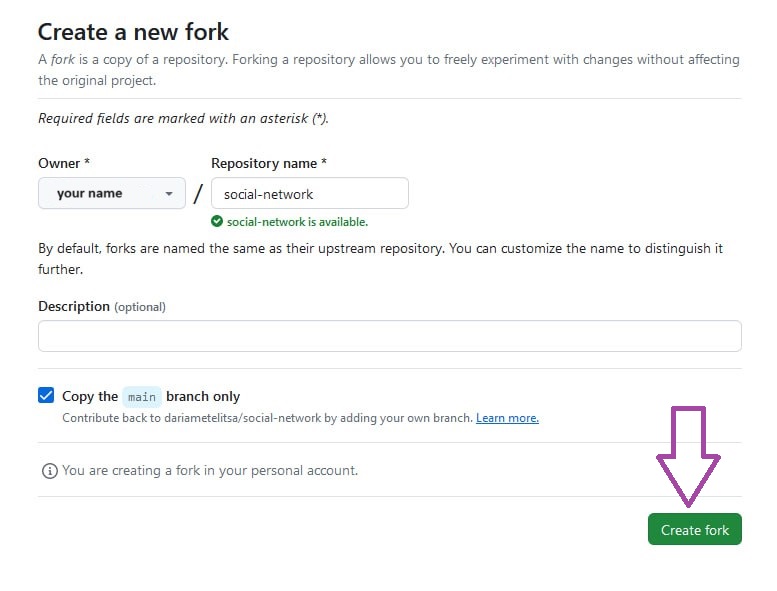 Create a new fork
A fork is a copy of a repository. Forking a repository allows you to freely experiment with changes without affecting
the original project.
Required fields are marked with an asterisk (*).
Owner *
Repository name *
your name
/
social-network
social-network is available.
By default, forks are named the same as their upstream repository. You can customize the name to distinguish it
further.
Description (optional)
Copy the main branch only
Contribute back to dariametelitsa/social-network by adding your own branch. Learn more.
You are creating a fork in your personal account.
Create fork